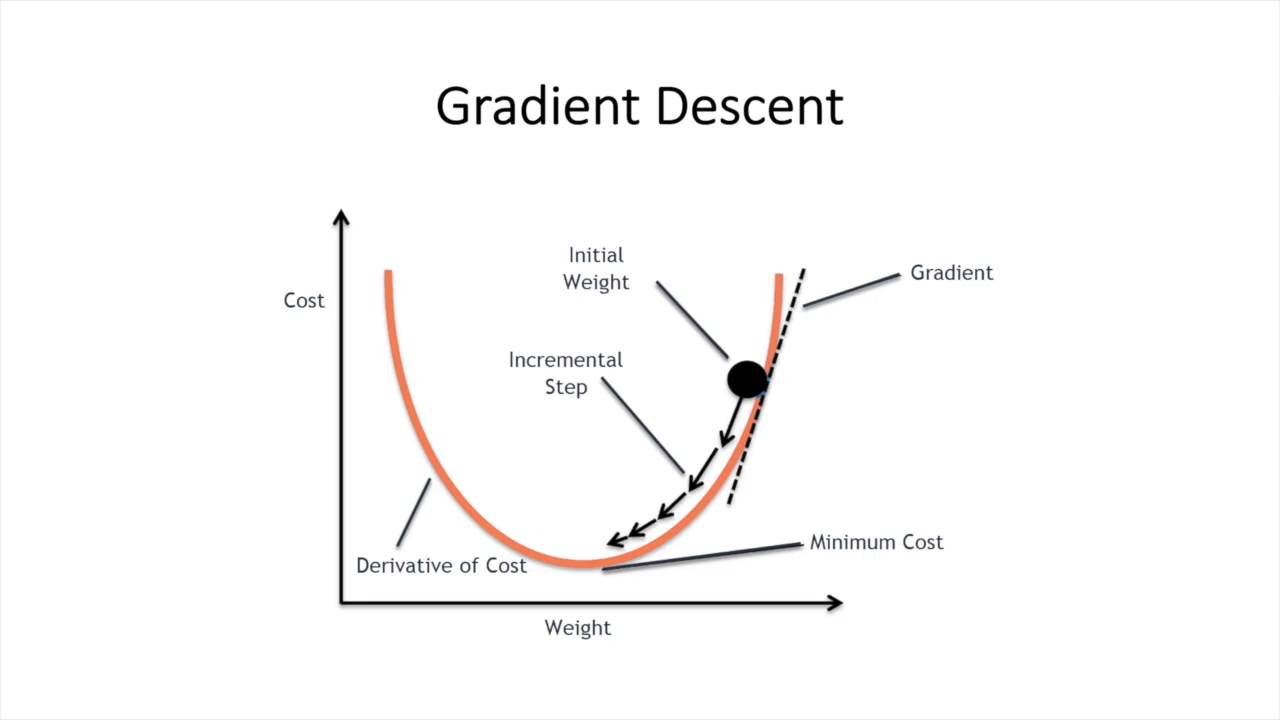 Gradient Descent
Initial
Weight
Gradient
Cost
Incremental
Step
Minimum Cost
Derivative of Cost
Weight